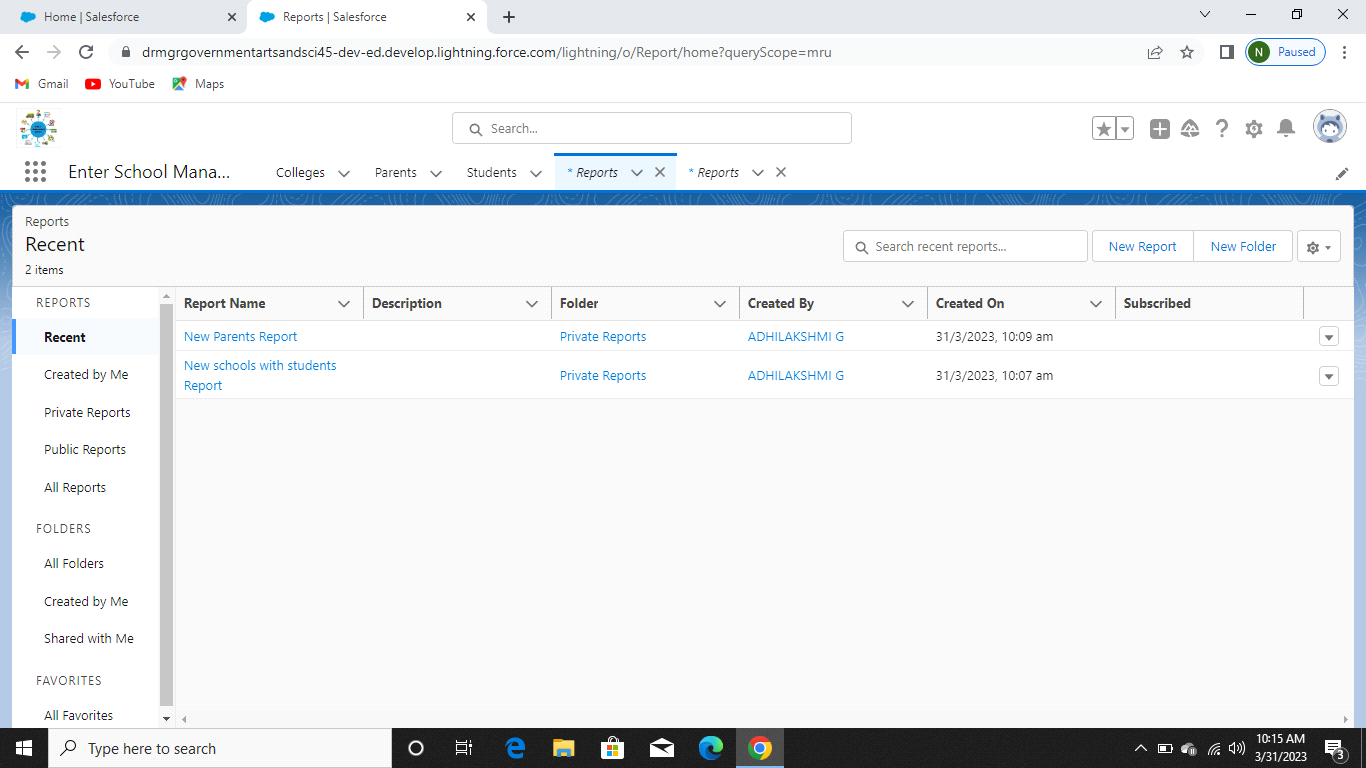 Home | Salesforce
Reports | Salesforce
drmgrgovernmentartsandsci45-dev-ed.develop.lightning.force.com/lightning/o/Report/home?queryScope=mru
N Paused
Gmail YouTube Maps
Search...
Enter School Mana... Colleges Parents Students * Reports * Reports
Reports
Recent
2 items
Search recent reports...
New Report New Folder
REPORTS
Recent
Created by Me
Private Reports
Public Reports
All Reports
FOLDERS
All Folders
Created by Me
Shared with Me
FAVORITES
All Favorites
Report Name Description Folder Created By Created On Subscribed
New Parents Report Private Reports ADHILAKSHMI G 31/3/2023, 10:09 am
New schools with students
Report Private Reports ADHILAKSHMI G 31/3/2023, 10:07 am
Type here to search
10:15 AM
3/31/2023
3